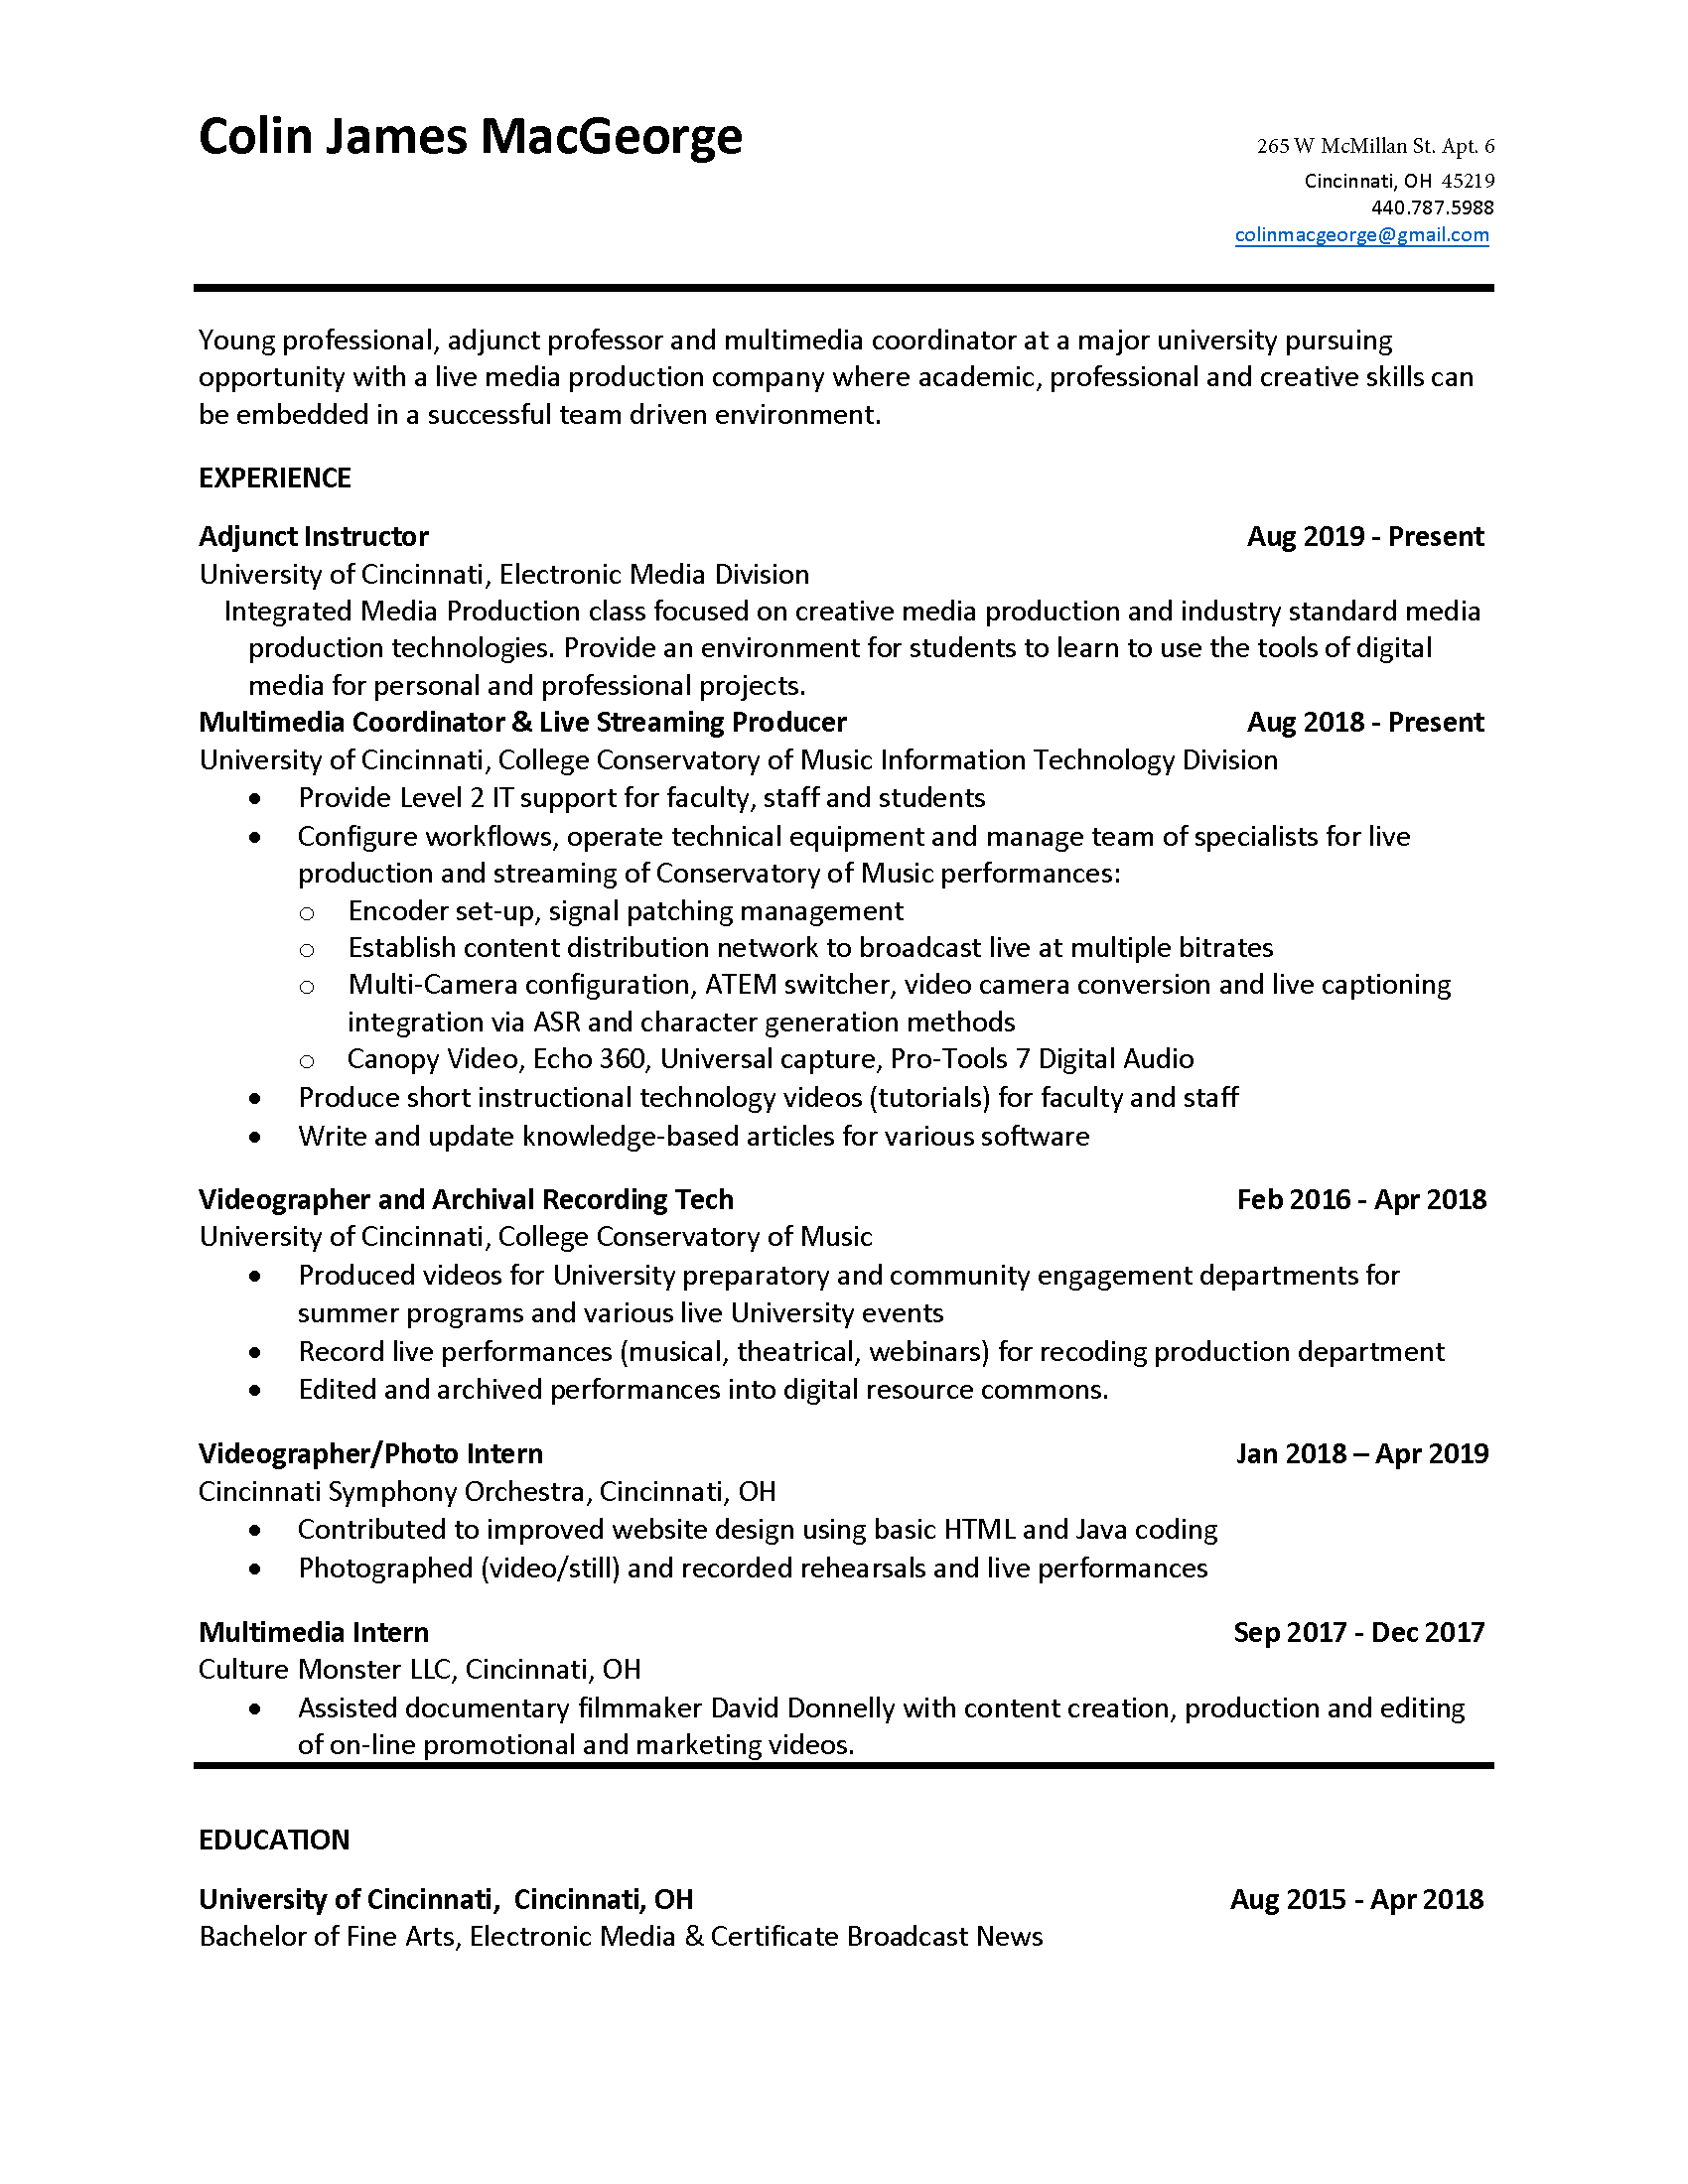 Colin James MacGeorge
265 W McMillan St. Apt. 6
Cincinnati, OH 45219
440.787.5988
colinmacgeorge@gmail.com
Young professional, adjunct professor and multimedia coordinator at a major university pursuing
opportunity with a live media production company where academic, professional and creative skills can
be embedded in a successful team driven environment.
EXPERIENCE
Adjunct Instructor Aug 2019 - Present
University of Cincinnati, Electronic Media Division
Integrated Media Production class focused on creative media production and industry standard media
production technologies. Provide an environment for students to learn to use the tools of digital
media for personal and professional projects.
Multimedia Coordinator & Live Streaming Producer Aug 2018 - Present
University of Cincinnati, College Conservatory of Music Information Technology Division
• Provide Level 2 IT support for faculty, staff and students
• Configure workflows, operate technical equipment and manage team of specialists for live
production and streaming of Conservatory of Music performances:
o Encoder set-up, signal patching management
o Establish content distribution network to broadcast live at multiple bitrates
o Multi-Camera configuration, ATEM switcher, video camera conversion and live captioning
integration via ASR and character generation methods
o Canopy Video, Echo 360, Universal capture, Pro-Tools 7 Digital Audio
• Produce short instructional technology videos (tutorials) for faculty and staff
• Write and update knowledge-based articles for various software
Videographer and Archival Recording Tech Feb 2016 - Apr 2018
University of Cincinnati, College Conservatory of Music
• Produced videos for University preparatory and community engagement departments for
summer programs and various live University events
• Record live performances (musical, theatrical, webinars) for recoding production department
• Edited and archived performances into digital resource commons.
Videographer/Photo Intern Jan 2018 – Apr 2019
Cincinnati Symphony Orchestra, Cincinnati, OH
• Contributed to improved website design using basic HTML and Java coding
• Photographed (video/still) and recorded rehearsals and live performances
Multimedia Intern Sep 2017 - Dec 2017
Culture Monster LLC, Cincinnati, OH
• Assisted documentary filmmaker David Donnelly with content creation, production and editing
of on-line promotional and marketing videos.
EDUCATION
University of Cincinnati, Cincinnati, OH Aug 2015 - Apr 2018
Bachelor of Fine Arts, Electronic Media & Certificate Broadcast News